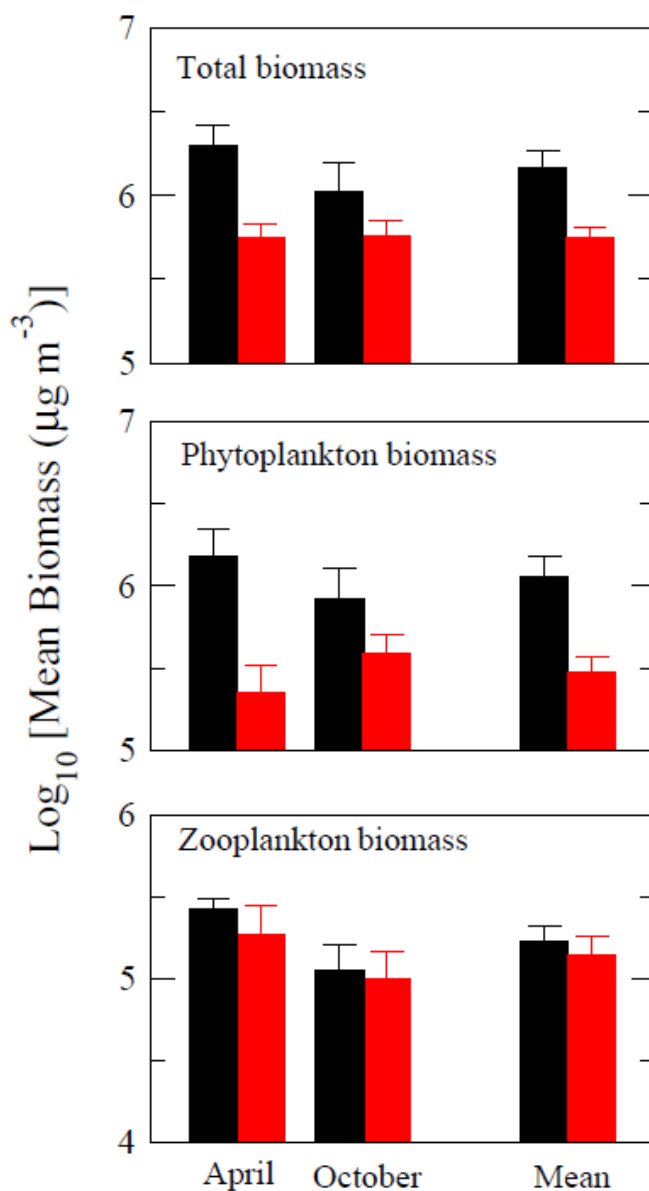 7
Total biomass
6
5
7
Phytoplankton biomass
6
5
6
Zooplankton biomass
5
4
April October Mean
Log₁₀ [Mean Biomass (μg m⁻³)]